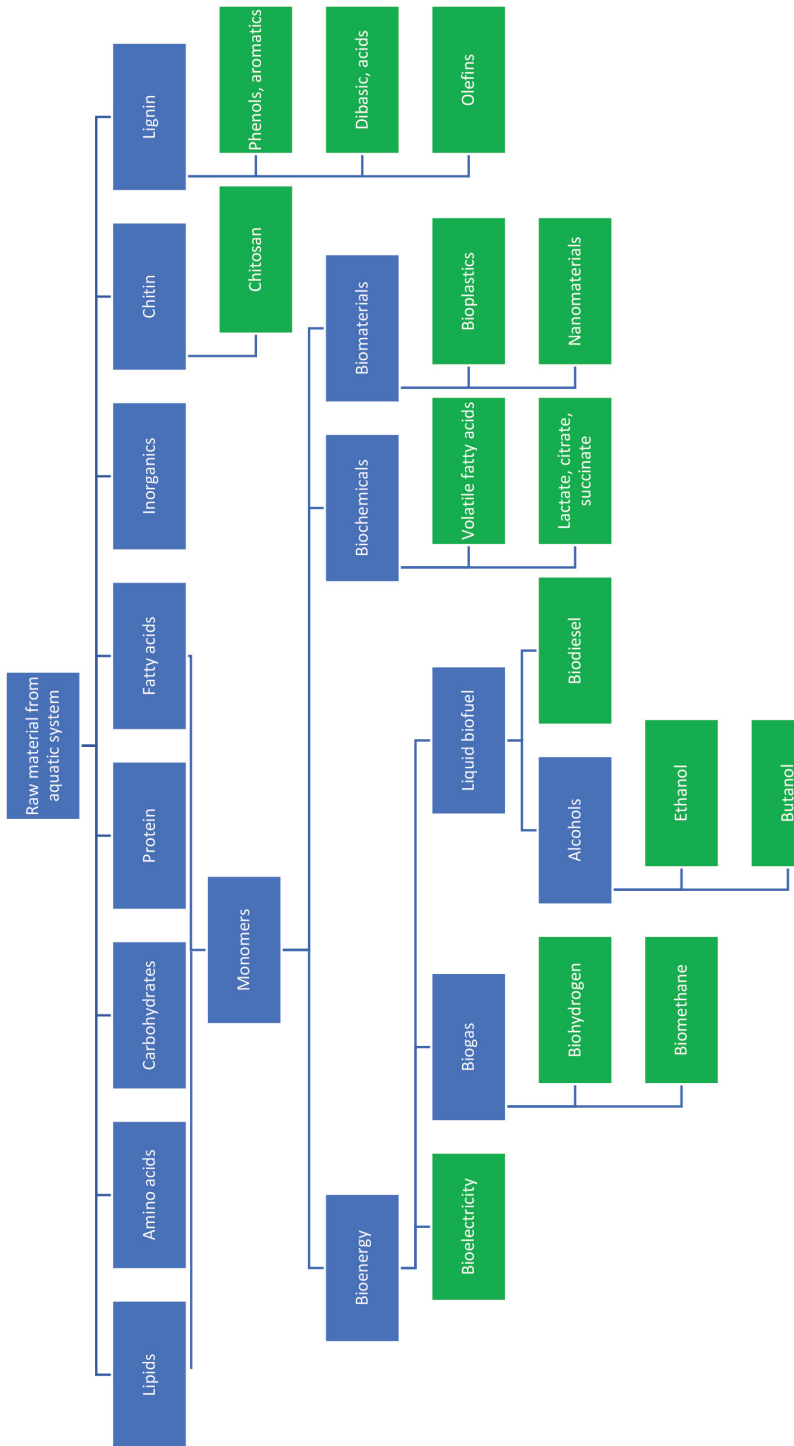 Raw material from
aquatic system
Lipids
Amino acids
Carbohydrates
Protein
Fatty acids
Inorganics
Chitin
Lignin
Monomers
Chitosan
Phenols, aromatics
Dibasic, acids
Olefins
Bioenergy
Biochemicals
Biomaterials
Bioelectricity
Biogas
Liquid biofuel
Volatile fatty acids
Bioplastics
Biohydrogen
Alcohols
Biodiesel
Lactate, citrate,
succinate
Nanomaterials
Biomethane
Ethanol
Butanol